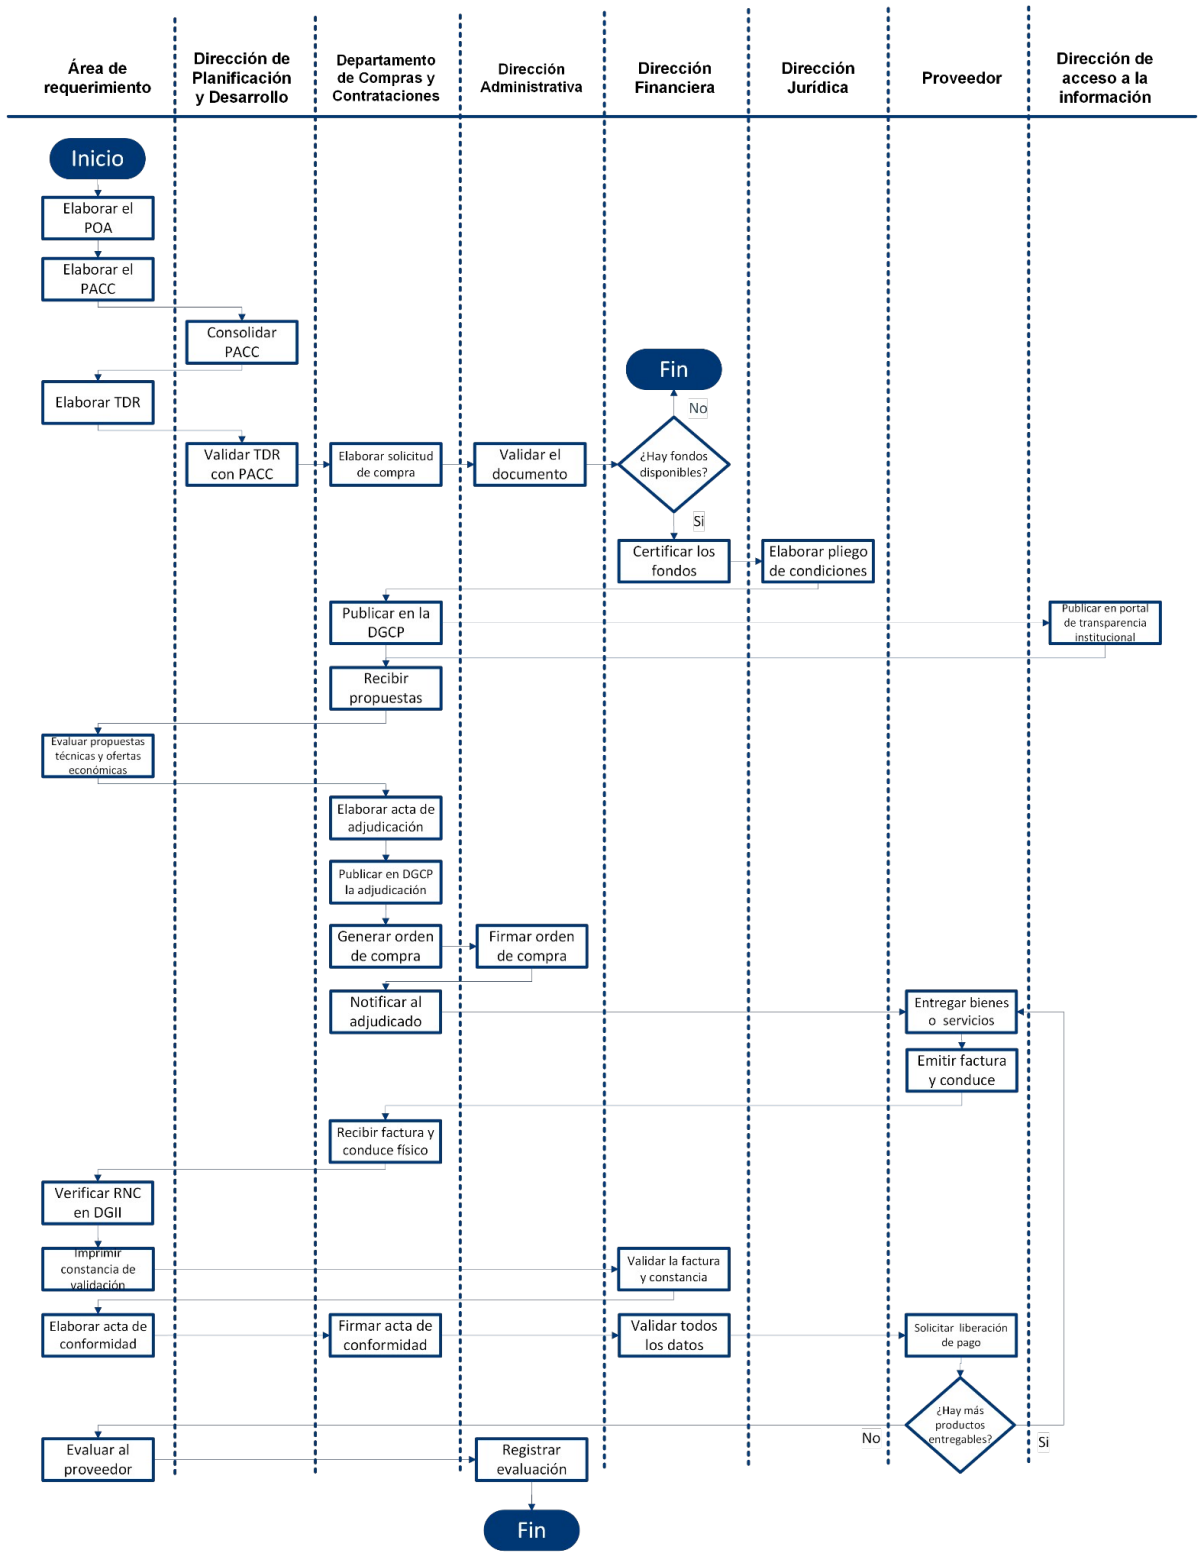 Área de
requerimiento
Dirección de
Planificación
y Desarrollo
Departamento
de Compras y
Contrataciones
Dirección
Administrativa
Dirección
Financiera
Dirección
Jurídica
Proveedor
Dirección de
acceso a la
información
Inicio
Elaborar el
POA
Elaborar el
PACC
Consolidar
PACC
Elaborar TDR
Validar TDR
con PACC
Elaborar solicitud
de compra
Validar el
documento
¿Hay fondos
disponibles?
No
Fin
Si
Certificar los
fondos
Elaborar pliego
de condiciones
Publicar en la
DGCP
Publicar en portal
de transparencia
institucional
Recibir
propuestas
Evaluar propuestas
técnicas y ofertas
económicas
Elaborar acta de
adjudicación
Publicar en DGCP
la adjudicación
Generar orden
de compra
Firmar orden
de compra
Notificar al
adjudicado
Entregar bienes
o servicios
Emitir factura
y conduce
Recibir factura y
conduce físico
Verificar RNC
en DGII
Imprimir
constancia de
validación
Validar la factura
y constancia
Elaborar acta de
conformidad
Firmar acta de
conformidad
Validar todos
los datos
Solicitar liberación
de pago
¿Hay más
productos
entregables?
No
Si
Evaluar al
proveedor
Registrar
evaluación
Fin